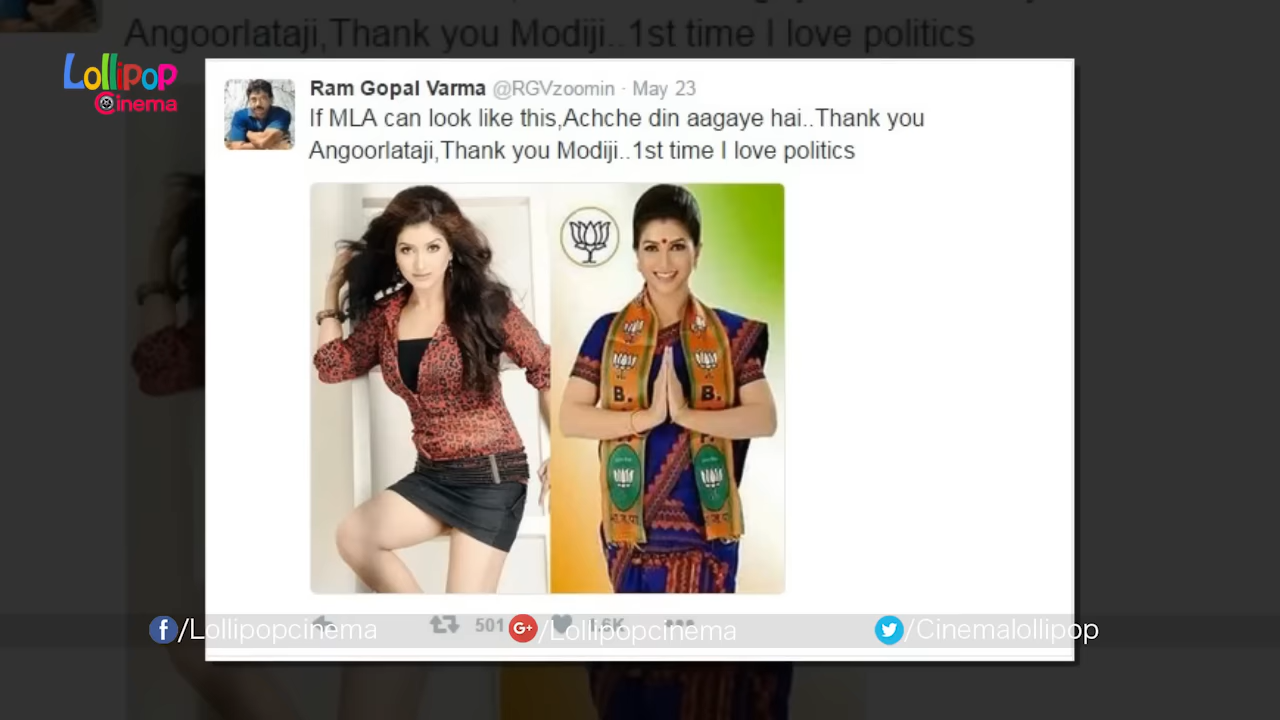 Angoorlataji,Thank you Modiji..1st time I love politics
Lollipop
Cinema
Ram Gopal Varma @RGVzoomin · May 23
If MLA can look like this,Achche din aagaye hai..Thank you
Angoorlataji,Thank you Modiji..1st time I love politics
B. B.
501 1.6K
/Lollipopcinema /Lollipopcinema /Cinemalollipop